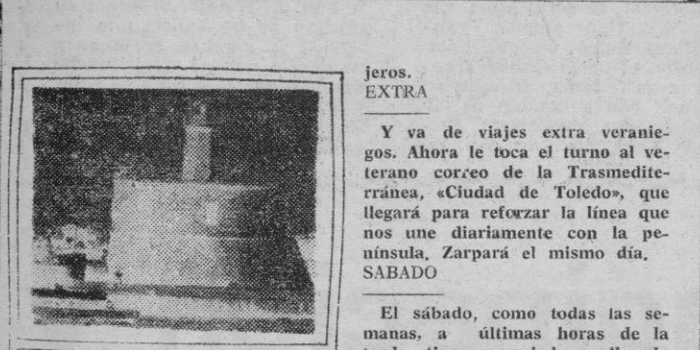 jeros.
EXTRA
Y va de viajes extra veranie-
gos. Ahora le toca el turno al ve-
terano correo de la Trasmedite-
rránea, «Ciudad de Toledo», que
llegará para reforzar la línea que
nos une diariamente con la pe-
nínsula. Zarpará el mismo día.
SABADO
El sábado, como todas las se-
manas, a últimas horas de la